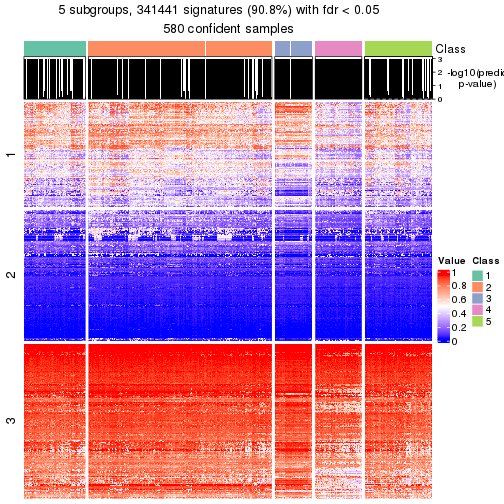 5 subgroups, 341441 signatures (90.8%) with fdr < 0.05
580 confident samples
Class
3
2
1
0
-log10(predi
p-value)
1
2
3
Value
1
0.8
0.6
0.4
0.2
0
Class
1
2
3
4
5